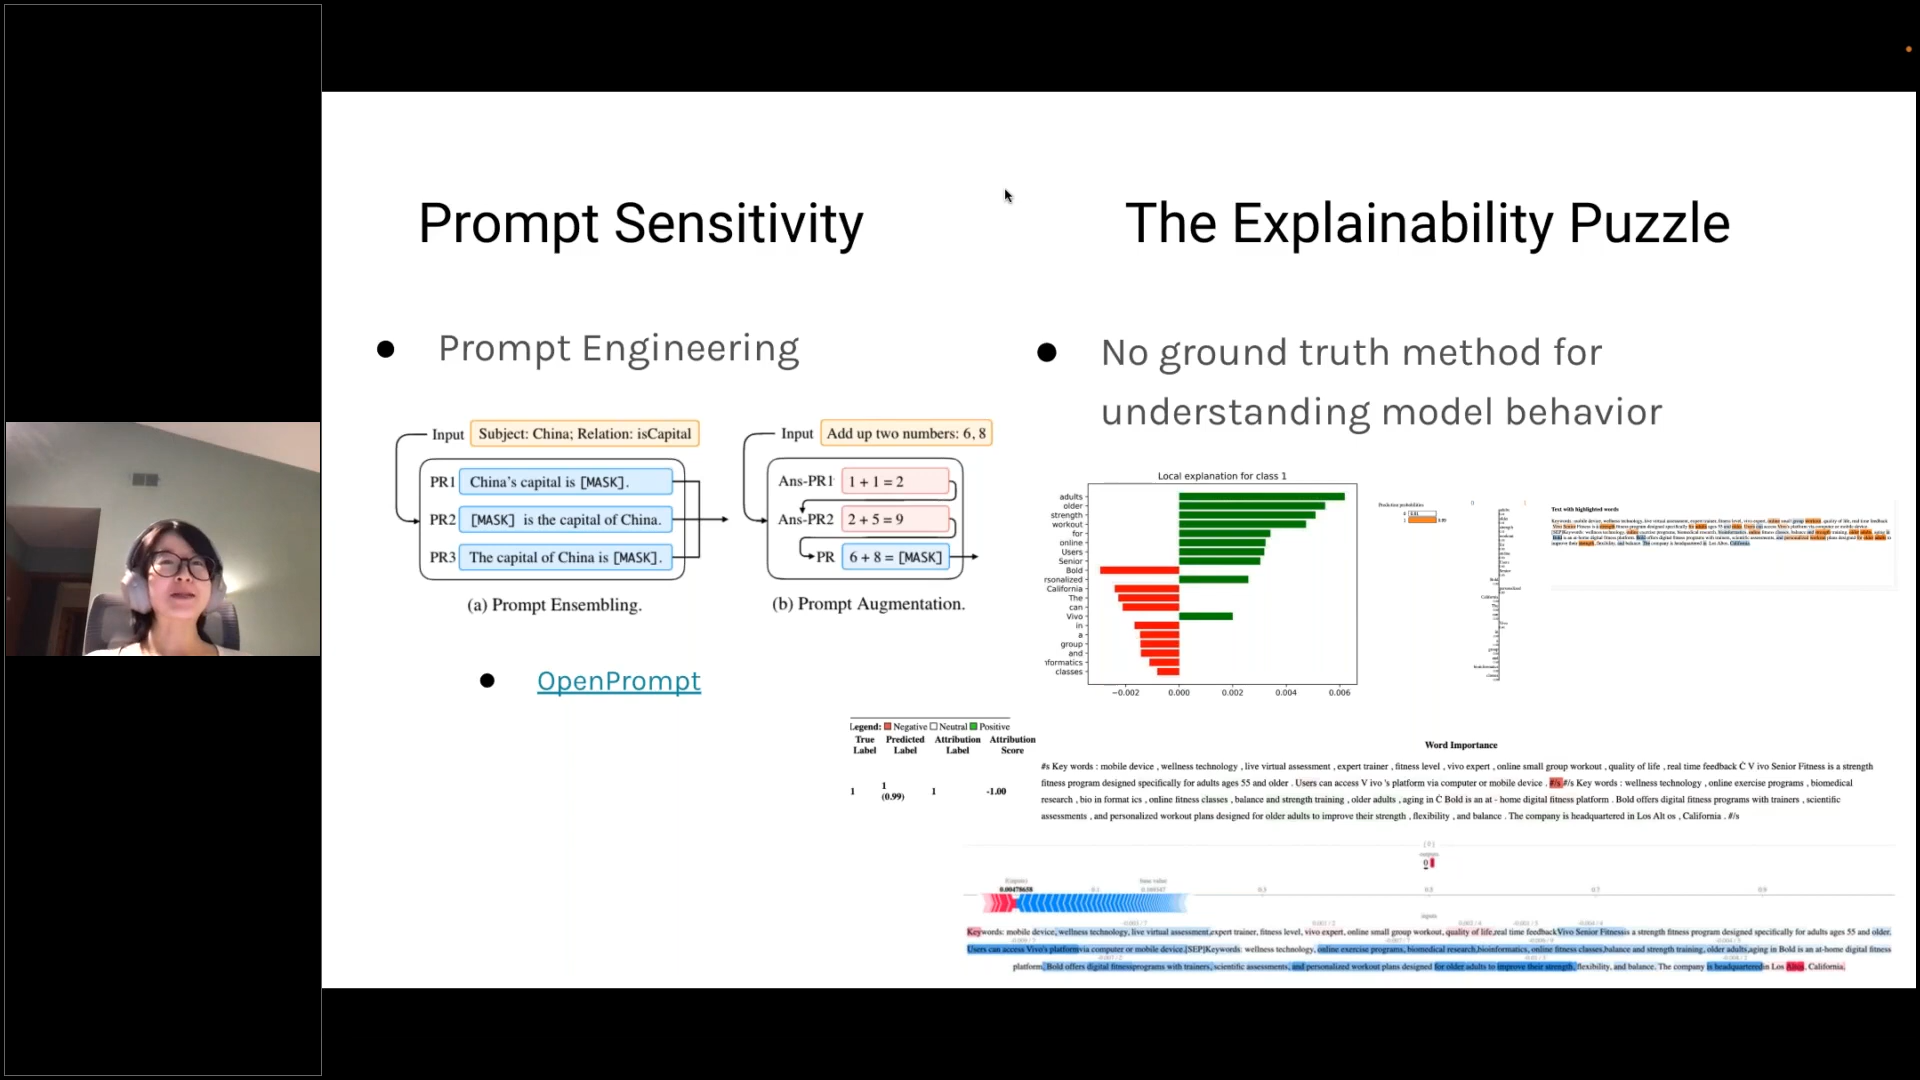 Prompt Sensitivity
Prompt Engineering
Input Subject: China; Relation: isCapital
PR1 China's capital is [MASK].
PR2 [MASK] is the capital of China.
PR3 The capital of China is [MASK].
(a) Prompt Ensembling.
Input Add up two numbers: 6, 8
Ans-PR1 1 + 1 = 2
Ans-PR2 2 + 5 = 9
PR 6 + 8 = [MASK]
(b) Prompt Augmentation.
OpenPrompt
The Explainability Puzzle
No ground truth method for
understanding model behavior
Local explanation for class 1
adults
older
strength
workout
for
online
Users
Senior
Bold
rsonalized
California
The
can
Vivo
in
a
group
and
nformatics
classes
−0.002 0.000 0.002 0.004 0.006
Prediction probabilities
Text with highlighted words
Legend: Negative Neutral Positive
True Label Predicted Label Attribution Label Attribution Score
1 1 (0.99) 1 -1.00
Word Importance
#s Key words : mobile device , wellness technology , live virtual assessment , expert trainer , fitness level , vivo expert , online small group workout , quality of life , real time feedback Ċ V ivo Senior Fitness is a strength
fitness program designed specifically for adults ages 55 and older . Users can access V ivo 's platform via computer or mobile device . #/s #/s Key words : wellness technology , online exercise programs , biomedical
research , bio in format ics , online fitness classes , balance and strength training , older adults , aging in Ċ Bold is an at - home digital fitness platform . Bold offers digital fitness programs with trainers , scientific
assessments , and personalized workout plans designed for older adults to improve their strength , flexibility , and balance . The company is headquartered in Los Alt os , California . #/s
0.00478658
base value
Keywords: mobile device, wellness technology, live virtual assessment,expert trainer, fitness level, vivo expert, online small group workout, quality of life,real time feedbackVivo Senior Fitnessis a strength fitness program designed specifically for adults ages 55 and older.
Users can access Vivo's platformvia computer or mobile device.[SEP]Keywords: wellness technology, online exercise programs, biomedical research,bioinformatics, online fitness classes,balance and strength training, older adults,aging in Bold is an at-home digital fitness
platform. Bold offers digital fitnessprograms with trainers, scientific assessments, and personalized workout plans designed for older adults to improve their strength, flexibility, and balance. The company is headquarteredin Los Altos, California.